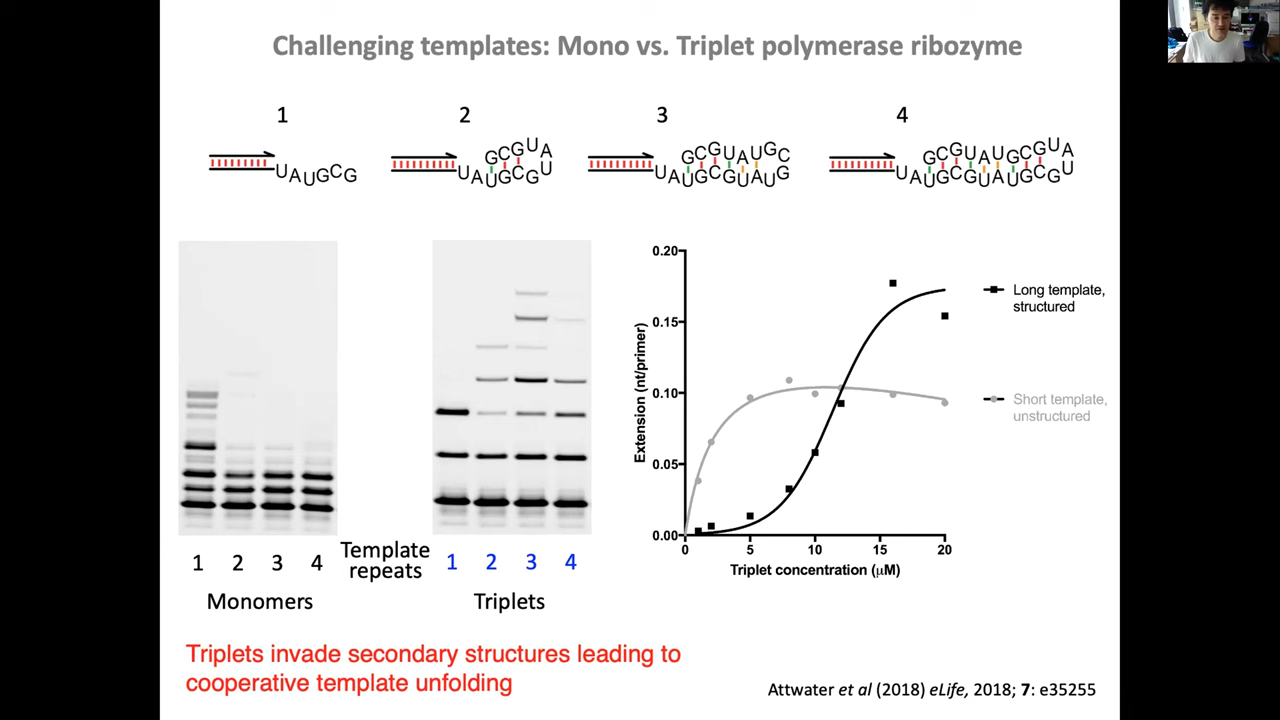 Challenging templates: Mono vs. Triplet polymerase ribozyme
1
2
3
4
UAUGCG
GCGUA
UAUGCGU
GCGUAUGC
UAUGCGUAUG
GCGUAUGCGUA
UAUGCGUAUGCGU
0.20
0.15
0.10
0.05
0.00
0
5
10
15
20
Extension (nt/primer)
Triplet concentration (μM)
Long template,
structured
Short template,
unstructured
1
2
3
4
Template
repeats
1
2
3
4
Monomers
Triplets
Triplets invade secondary structures leading to
cooperative template unfolding
Attwater et al (2018) eLife, 2018; 7: e35255